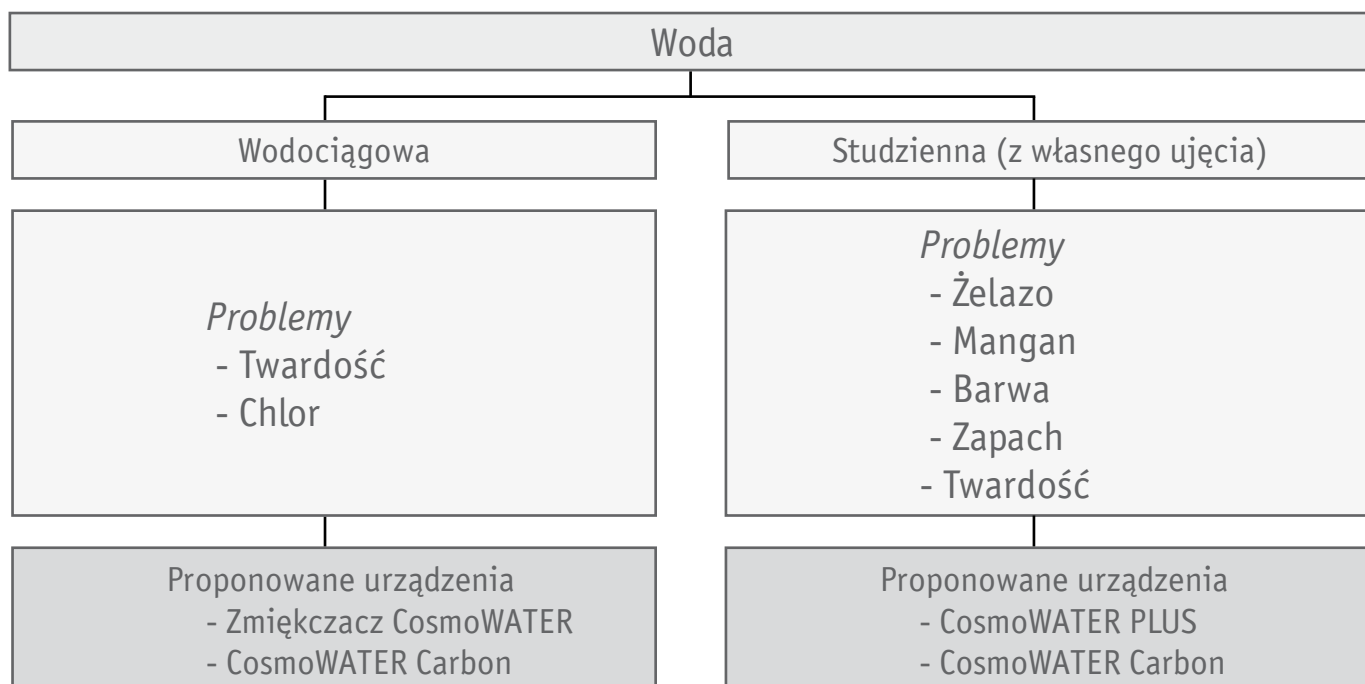 Woda
Wodociągowa
Studzienna (z własnego ujęcia)
Problemy
- Twardość
- Chlor
Problemy
- Żelazo
- Mangan
- Barwa
- Zapach
- Twardość
Proponowane urządzenia
- Zmiękczacz CosmoWATER
- CosmoWATER Carbon
Proponowane urządzenia
- CosmoWATER PLUS
- CosmoWATER Carbon